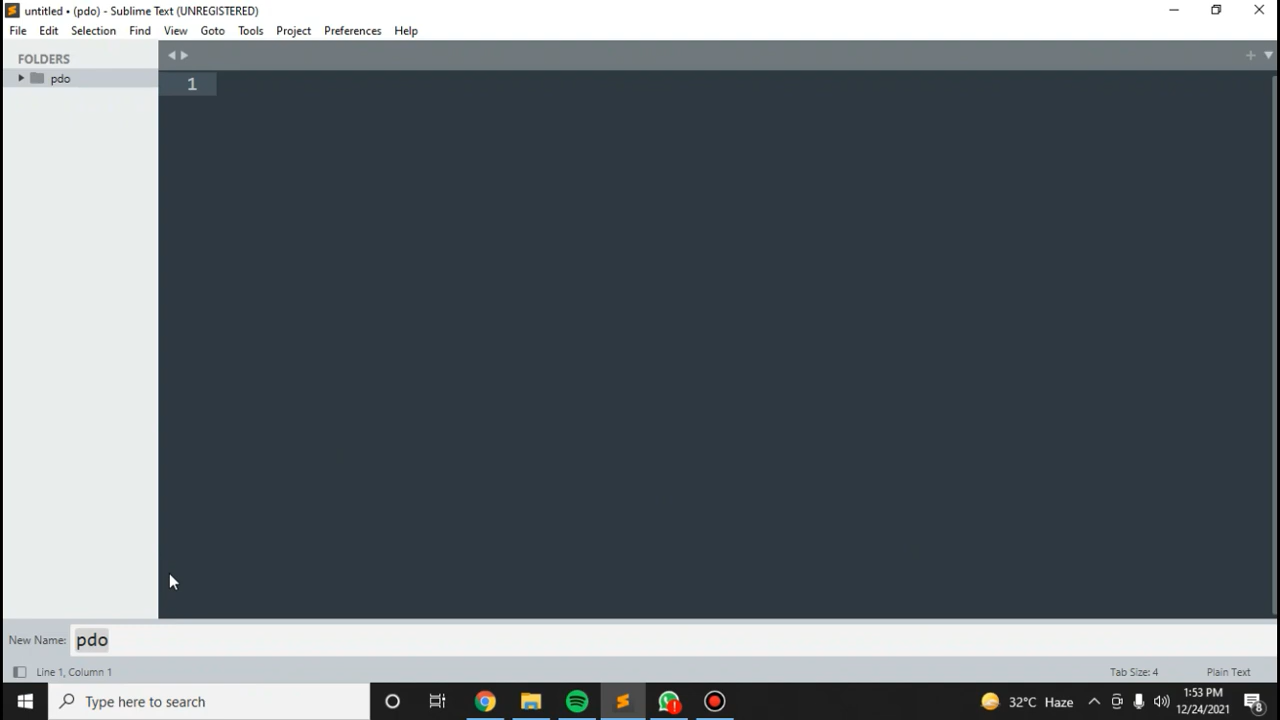 untitled • (pdo) - Sublime Text (UNREGISTERED)
File Edit Selection Find View Goto Tools Project Preferences Help
FOLDERS
pdo
1
New Name: pdo
Line 1, Column 1 Tab Size: 4 Plain Text
Type here to search 32°C Haze 1:53 PM
12/24/2021
8